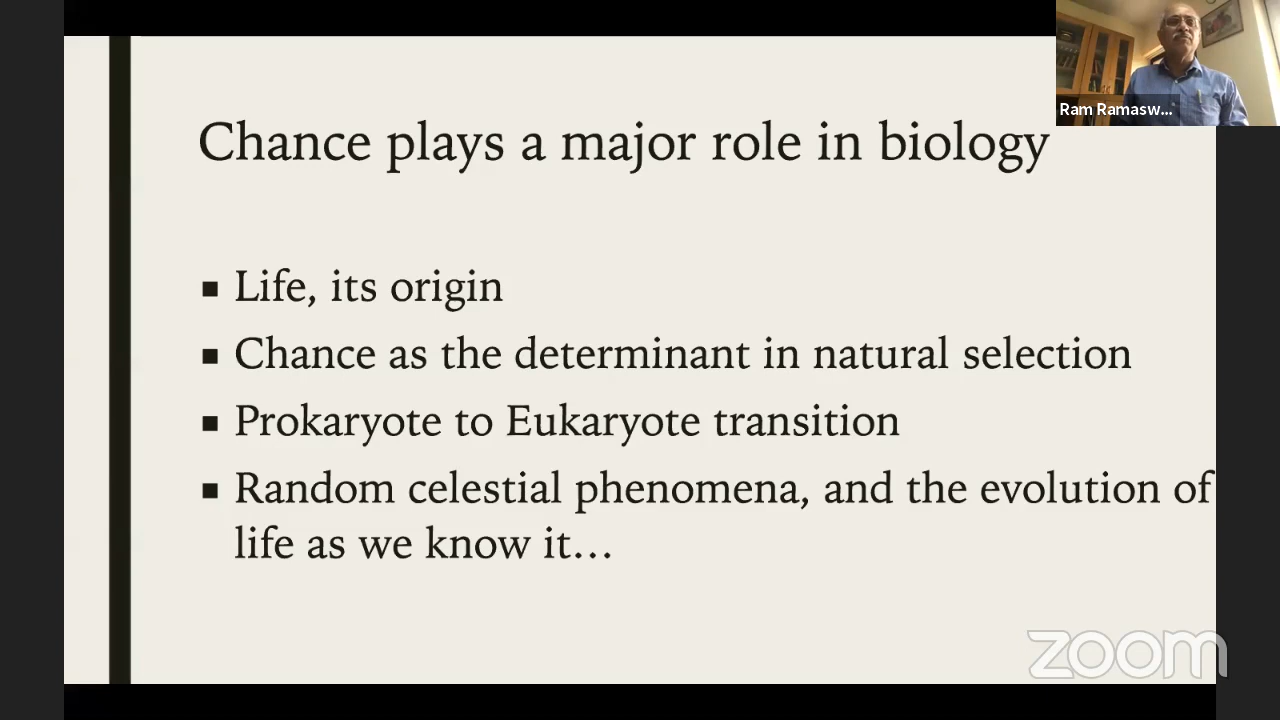 Ram Ramasw...
Chance plays a major role in biology
▪ Life, its origin
▪ Chance as the determinant in natural selection
▪ Prokaryote to Eukaryote transition
▪ Random celestial phenomena, and the evolution of
life as we know it...
zoom